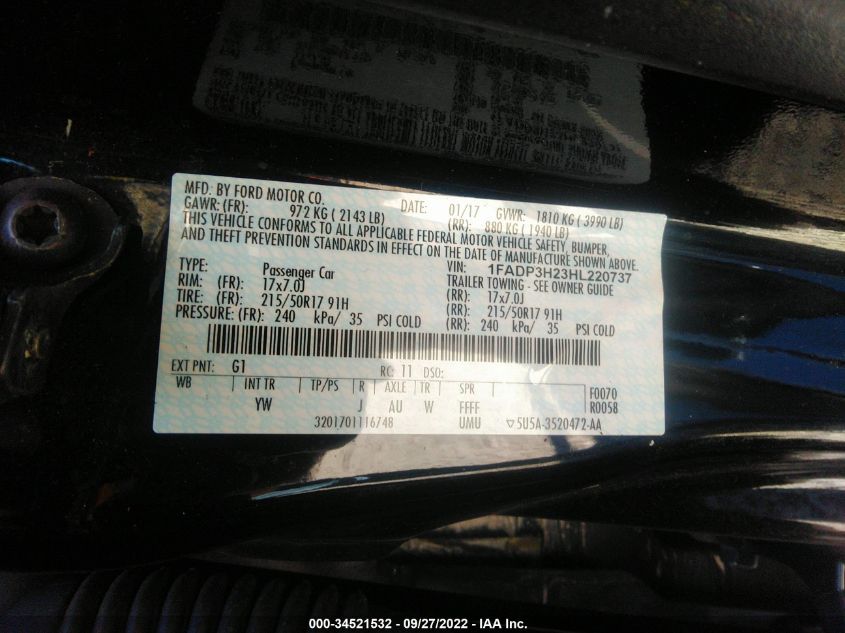 MFD. BY FORD MOTOR CO. DATE: 01/17 GVWR: 1810 KG ( 3990 LB)
GAWR: (FR): 972 KG ( 2143 LB) (RR): 880 KG ( 1940 LB)
THIS VEHICLE CONFORMS TO ALL APPLICABLE FEDERAL MOTOR VEHICLE SAFETY, BUMPER,
AND THEFT PREVENTION STANDARDS IN EFFECT ON THE DATE OF MANUFACTURE SHOWN ABOVE.
VIN: 1FADP3H23HL220737
TYPE: Passenger Car TRAILER TOWING - SEE OWNER GUIDE
RIM: (FR): 17x7.0J (RR): 17x7.0J
TIRE: (FR): 215/50R17 91H (RR): 215/50R17 91H
PRESSURE: (FR): 240 kPa/ 35 PSI COLD (RR): 240 kPa/ 35 PSI COLD
EXT PNT: G1 RC: 11 DSO:
WB INT TR TP/PS R AXLE TR SPR F0070
YW J AU W FFFF R0058
3201701116748 UMU ▽5U5A-3520472-AA
000-34521532 - 09/27/2022 - IAA Inc.